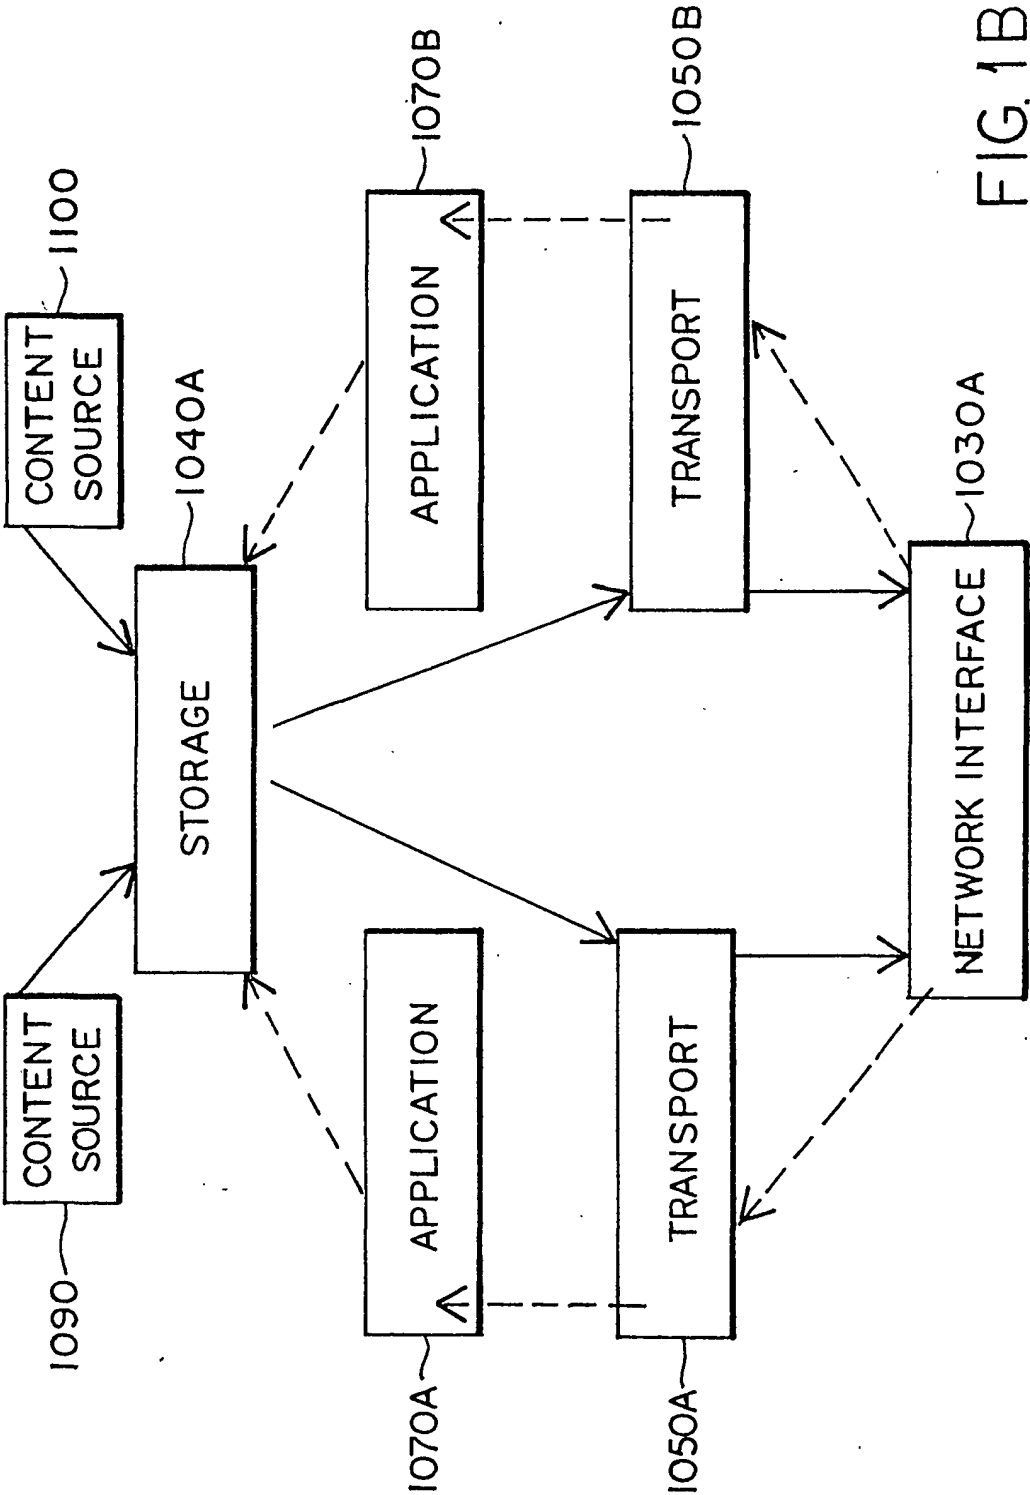 1090
CONTENT
SOURCE
CONTENT
SOURCE
1100
STORAGE
1040A
1070A
APPLICATION
APPLICATION
1070B
1050A
TRANSPORT
TRANSPORT
1050B
NETWORK INTERFACE
1030A
FIG. 1B